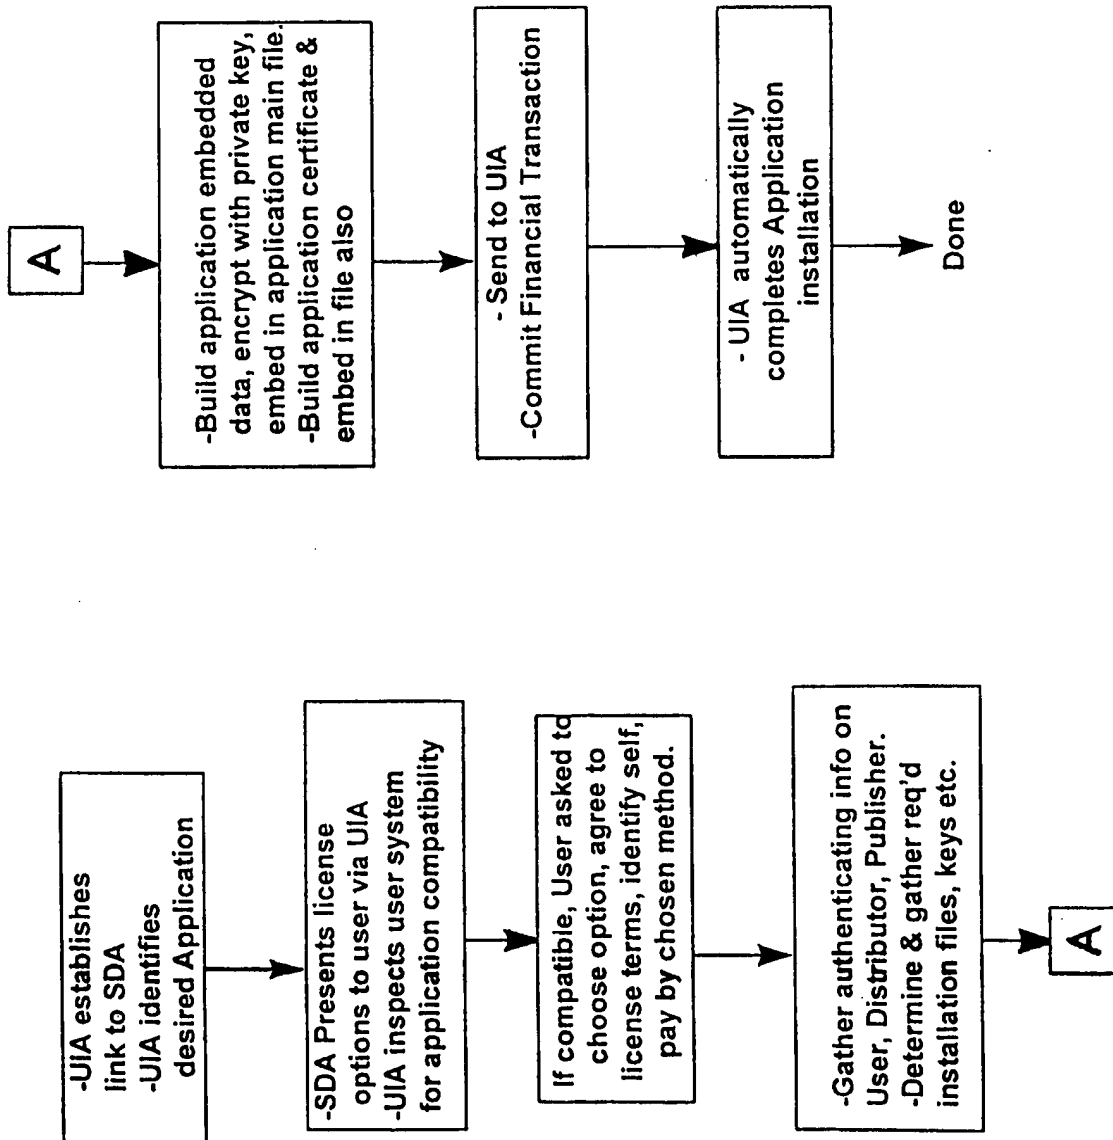 -UIA establishes
link to SDA
-UIA identifies
desired Application
-SDA Presents license
options to user via UIA
-UIA inspects user system
for application compatibility
If compatible, User asked to
choose option, agree to
license terms, identify self,
pay by chosen method.
-Gather authenticating info on
User, Distributor, Publisher.
-Determine & gather req'd
installation files, keys etc.
A
A
-Build application embedded
data, encrypt with private key,
embed in application main file.
-Build application certificate &
embed in file also
- Send to UIA
-Commit Financial Transaction
- UIA automatically
completes Application
installation
Done